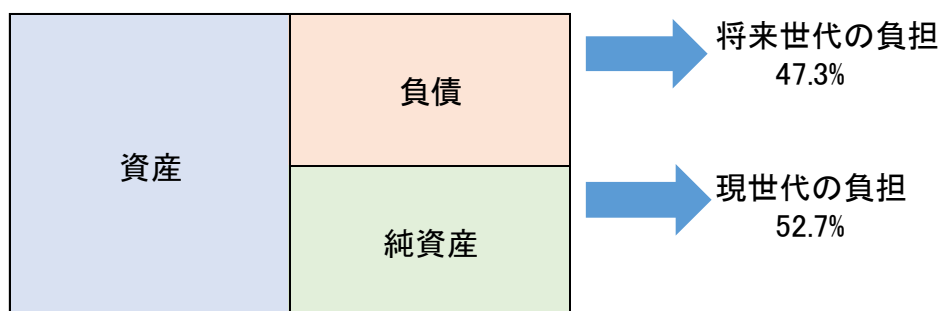 資産
負債
純資産
将来世代の負担
47.3%
現世代の負担
52.7%